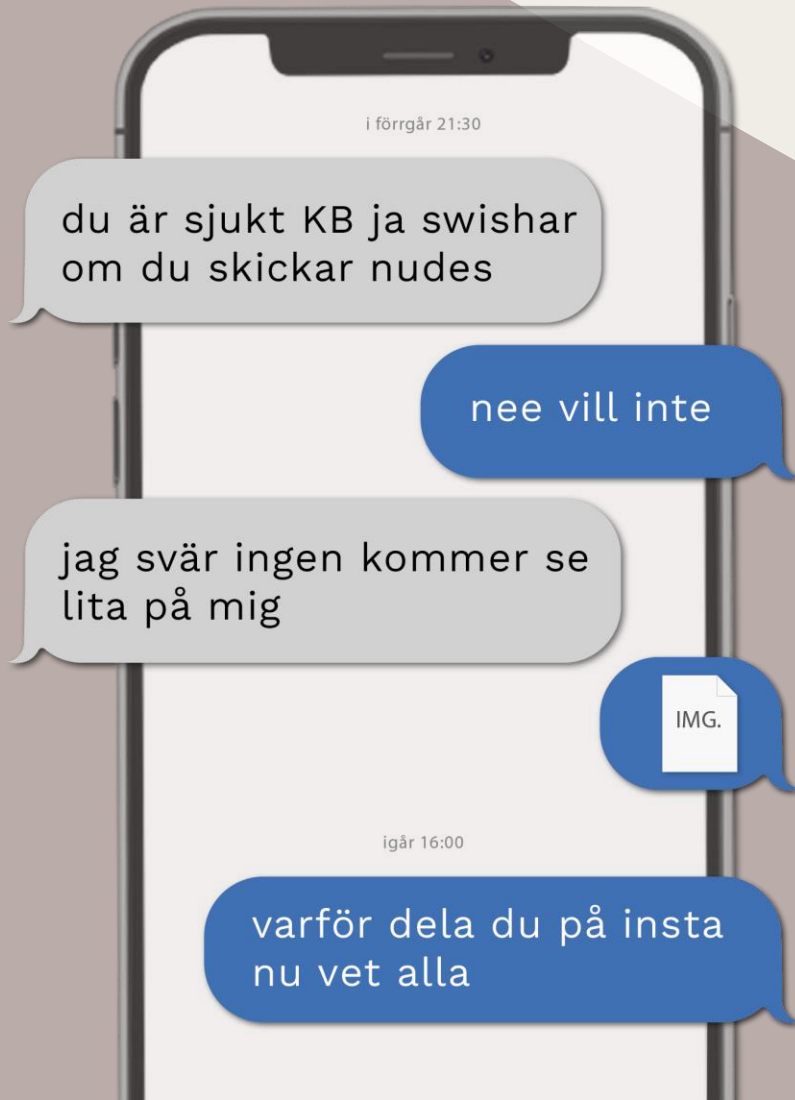 i förrgår 21:30
du är sjukt KB ja swishar
om du skickar nudes
nee vill inte
jag svär ingen kommer se
lita på mig
IMG.
igår 16:00
varför dela du på insta
nu vet alla